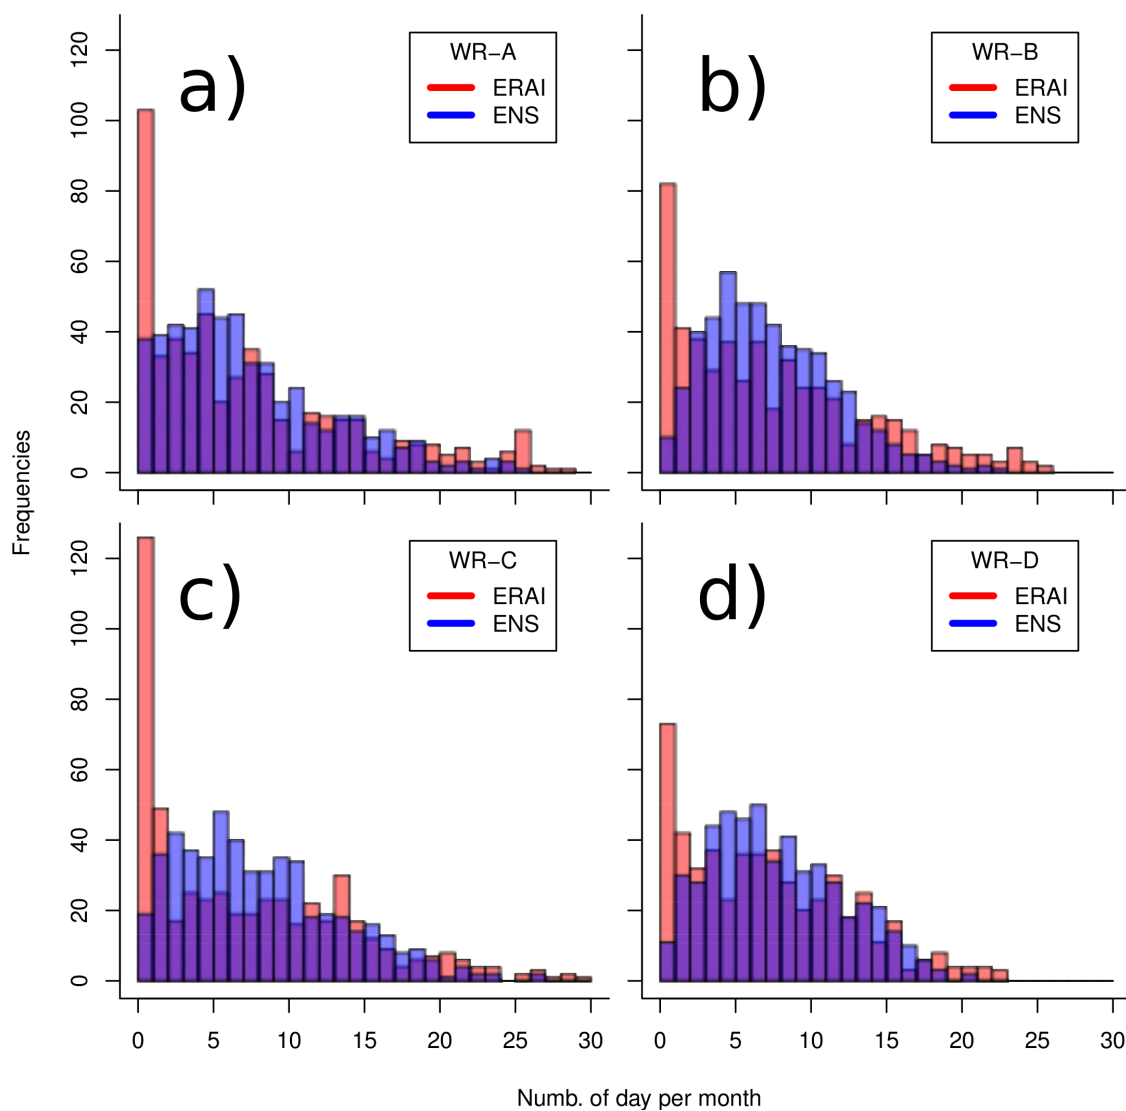 a)
WR−A
ERAI
ENS
b)
WR−B
ERAI
ENS
0 20 40 60 80 100 120
c)
WR−C
ERAI
ENS
d)
WR−D
ERAI
ENS
0 20 40 60 80 100 120
Frequencies
0 5 10 15 20 25 30
0 5 10 15 20 25 30
Numb. of day per month